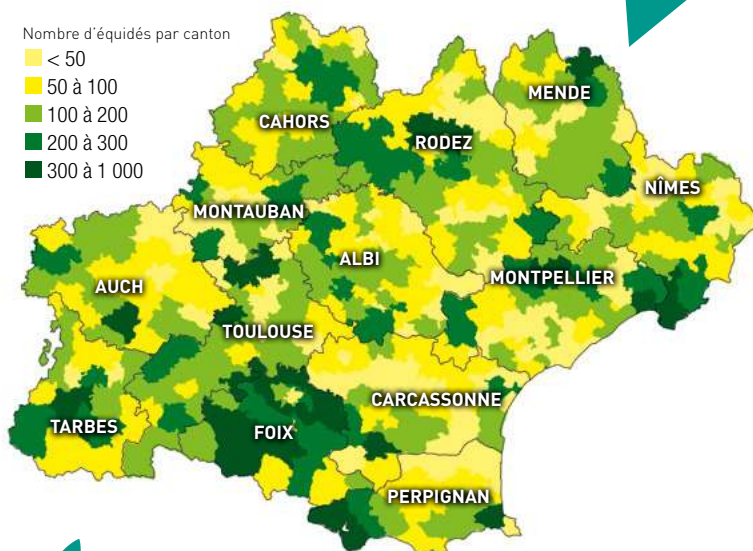 Nombre d'équidés par canton
< 50
50 à 100
100 à 200
200 à 300
300 à 1 000
MENDE
CAHORS
RODEZ
NÎMES
MONTAUBAN
ALBI
MONTPELLIER
AUCH
TOULOUSE
CARCASSONNE
TARBES
FOIX
PERPIGNAN